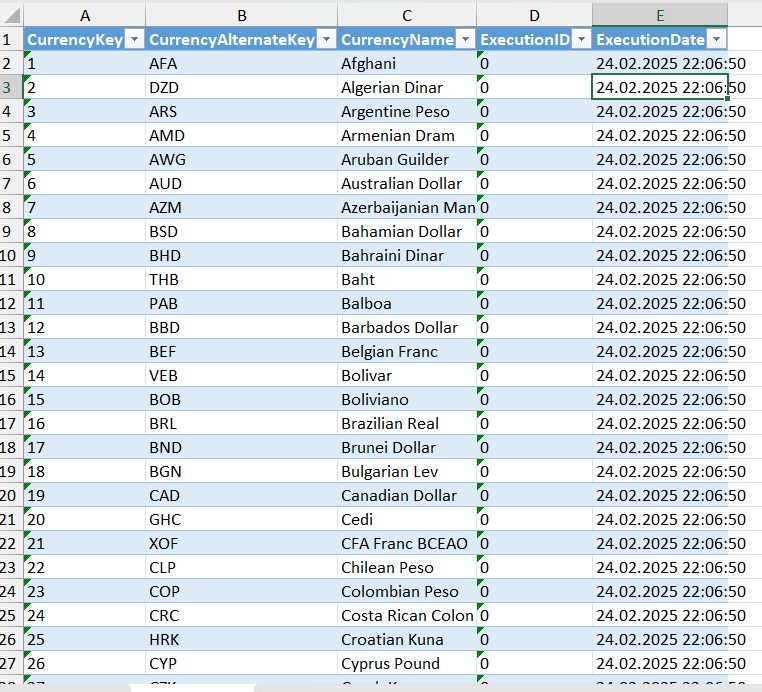 A B C D E
1 CurrencyKey CurrencyAlternateKey CurrencyName ExecutionID ExecutionDate
2 1 AFA Afghani 0 24.02.2025 22:06:50
3 2 DZD Algerian Dinar 0 24.02.2025 22:06:50
4 3 ARS Argentine Peso 0 24.02.2025 22:06:50
5 4 AMD Armenian Dram 0 24.02.2025 22:06:50
6 5 AWG Aruban Guilder 0 24.02.2025 22:06:50
7 6 AUD Australian Dollar 0 24.02.2025 22:06:50
8 7 AZM Azerbaijanian Man 0 24.02.2025 22:06:50
9 8 BSD Bahamian Dollar 0 24.02.2025 22:06:50
10 9 BHD Bahraini Dinar 0 24.02.2025 22:06:50
11 10 THB Baht 0 24.02.2025 22:06:50
12 11 PAB Balboa 0 24.02.2025 22:06:50
13 12 BBD Barbados Dollar 0 24.02.2025 22:06:50
14 13 BEF Belgian Franc 0 24.02.2025 22:06:50
15 14 VEB Bolivar 0 24.02.2025 22:06:50
16 15 BOB Boliviano 0 24.02.2025 22:06:50
17 16 BRL Brazilian Real 0 24.02.2025 22:06:50
18 17 BND Brunei Dollar 0 24.02.2025 22:06:50
19 18 BGN Bulgarian Lev 0 24.02.2025 22:06:50
20 19 CAD Canadian Dollar 0 24.02.2025 22:06:50
21 20 GHC Cedi 0 24.02.2025 22:06:50
22 21 XOF CFA Franc BCEAO 0 24.02.2025 22:06:50
23 22 CLP Chilean Peso 0 24.02.2025 22:06:50
24 23 COP Colombian Peso 0 24.02.2025 22:06:50
25 24 CRC Costa Rican Colon 0 24.02.2025 22:06:50
26 25 HRK Croatian Kuna 0 24.02.2025 22:06:50
27 26 CYP Cyprus Pound 0 24.02.2025 22:06:50